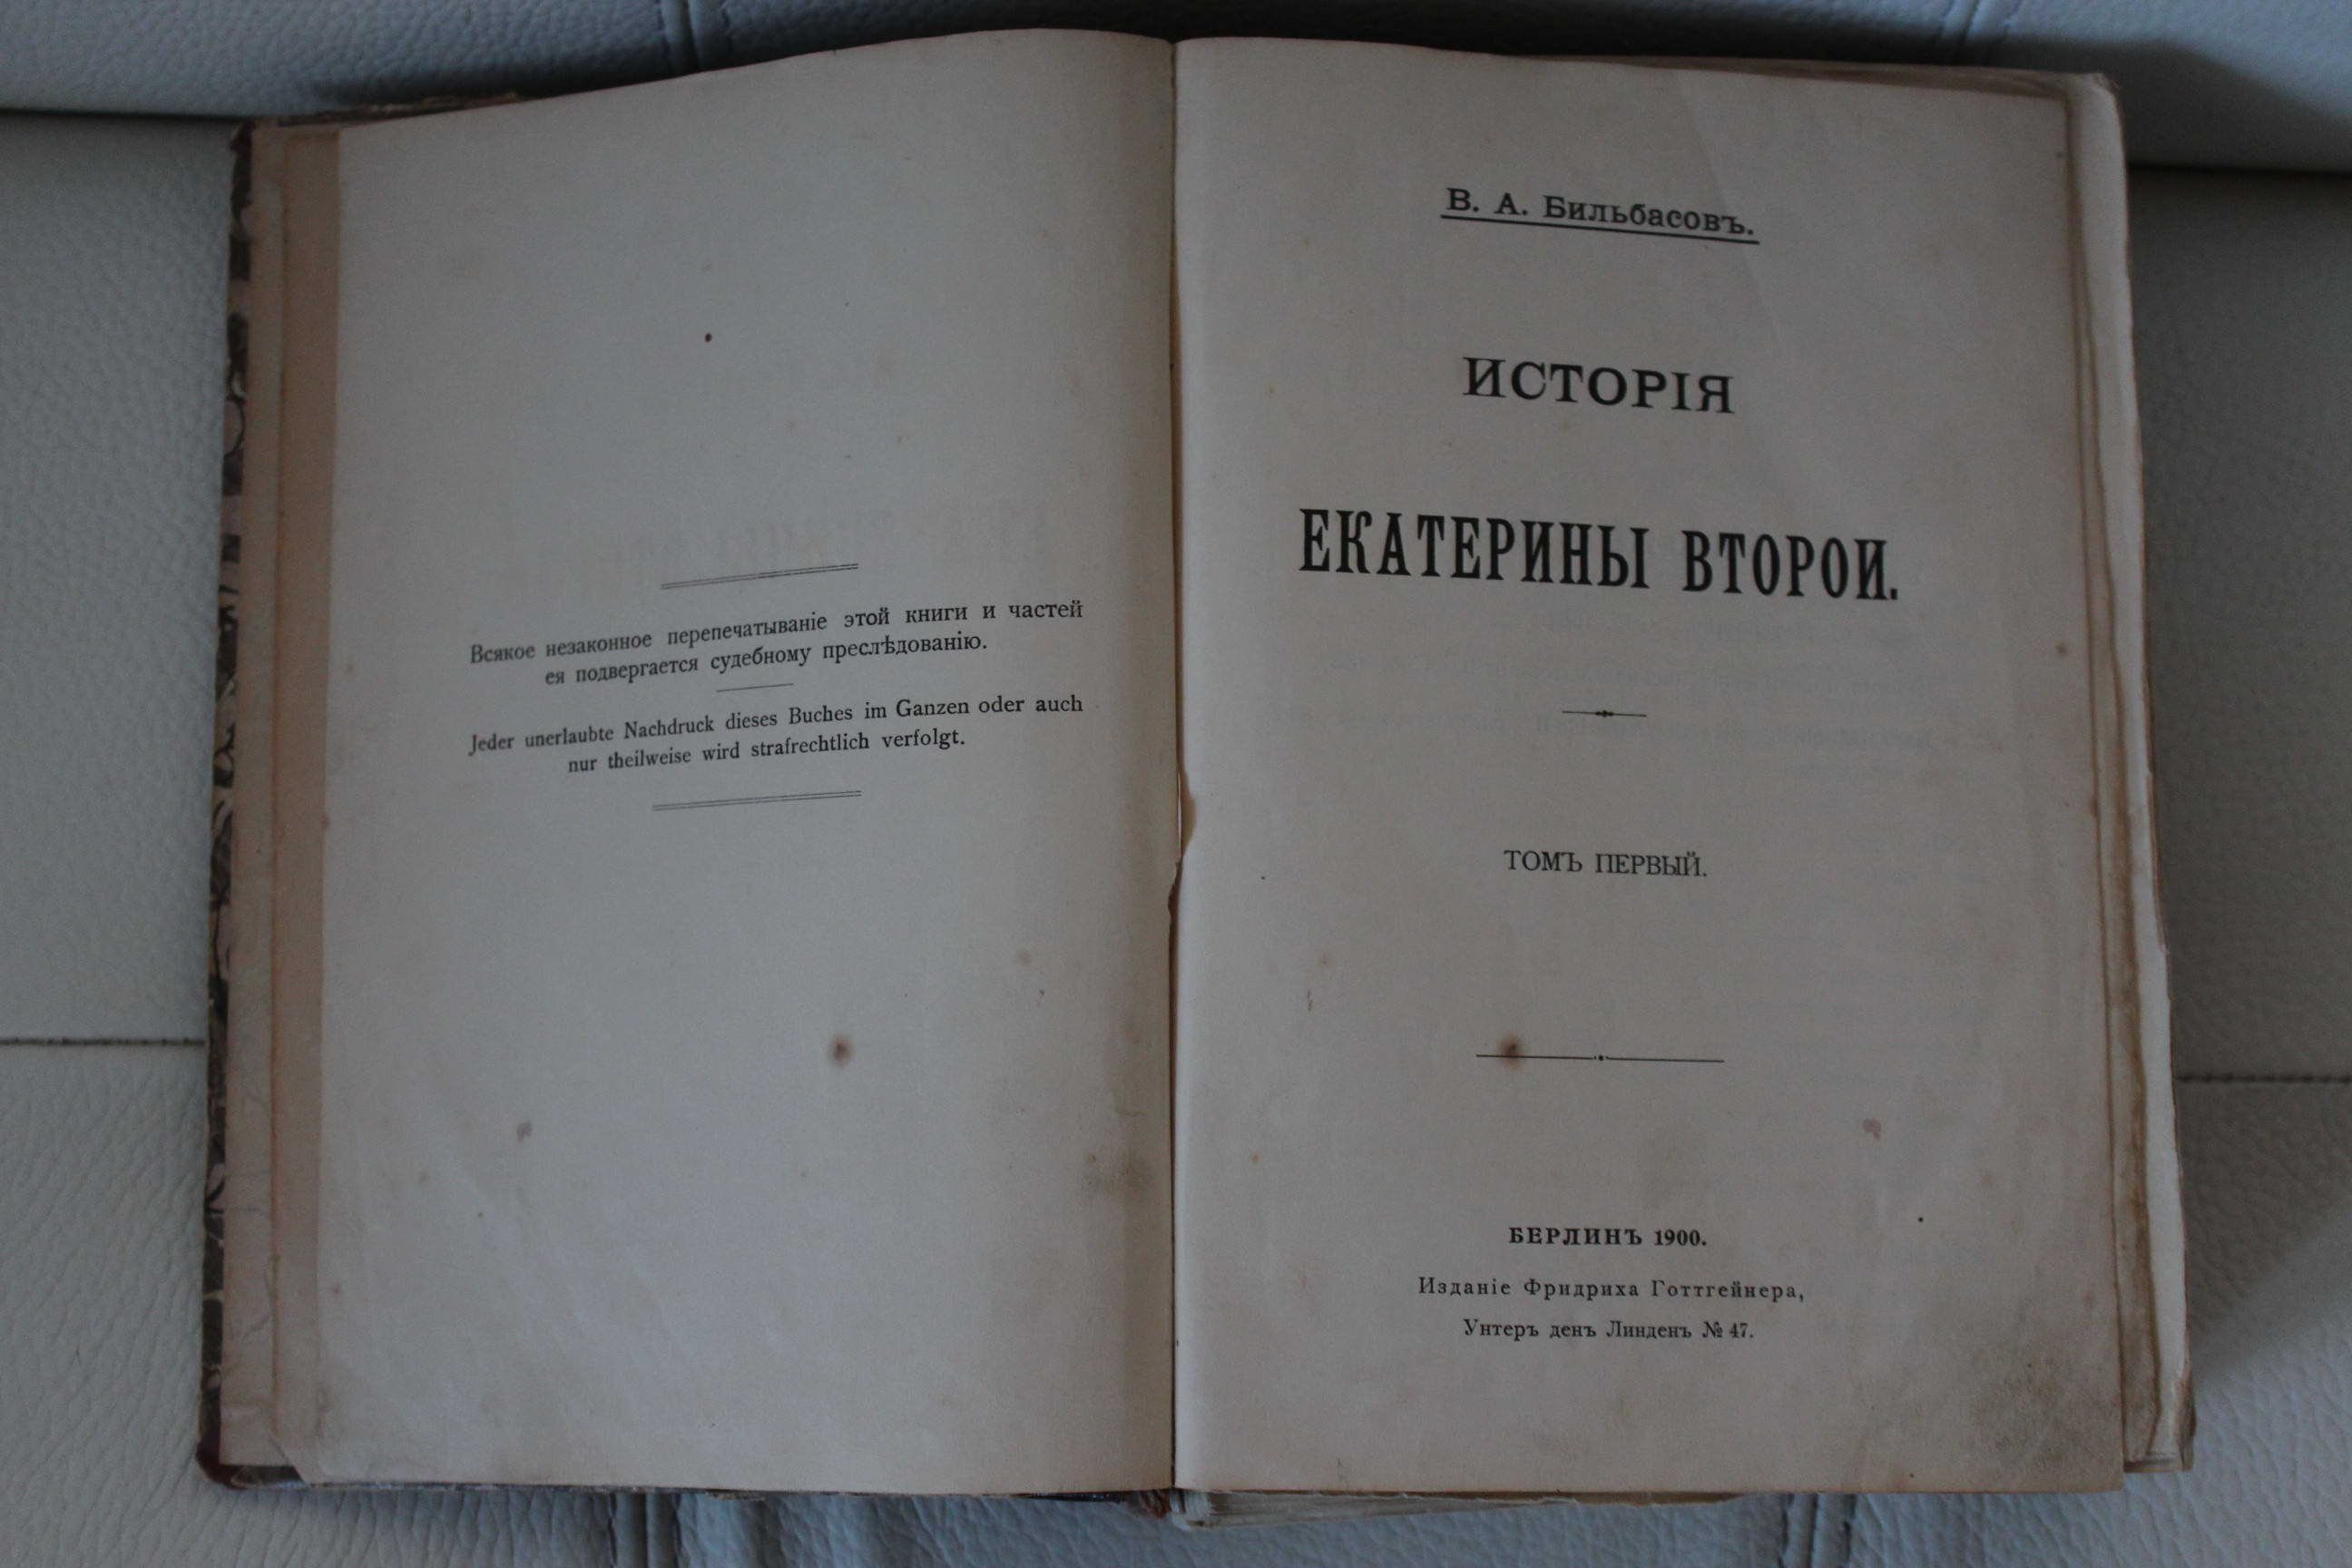 Всякое незаконное перепечатываніе этой книги и частей
ея подвергается судебному преслѣдованію.
Jeder unerlaubte Nachdruck dieses Buches im Ganzen oder auch
nur theilweise wird strafrechtlich verfolgt.
В. А. Бильбасовъ.
ИСТОРІЯ
ЕКАТЕРИНЫ ВТОРОЙ.
ТОМЪ ПЕРВЫЙ.
БЕРЛИНЪ 1900.
Изданіе Фридриха Готтгейнера,
Унтеръ денъ Линденъ № 47.